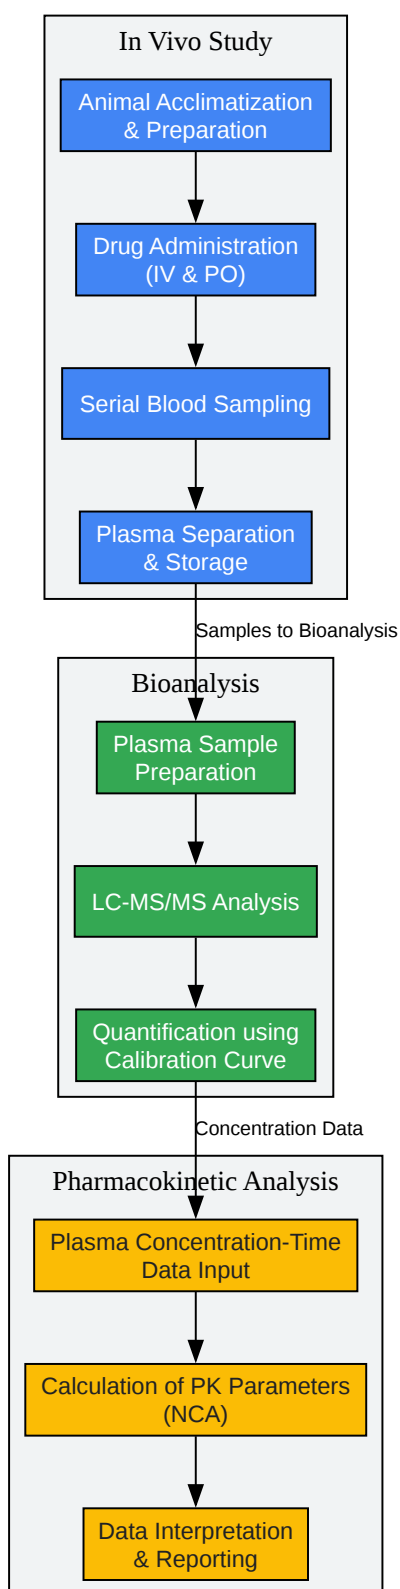 In Vivo Study
Animal Acclimatization
& Preparation
Drug Administration
(IV & PO)
Serial Blood Sampling
Plasma Separation
& Storage
Samples to Bioanalysis
Bioanalysis
Plasma Sample
Preparation
LC-MS/MS Analysis
Quantification using
Calibration Curve
Concentration Data
Pharmacokinetic Analysis
Plasma Concentration-Time
Data Input
Calculation of PK Parameters
(NCA)
Data Interpretation
& Reporting